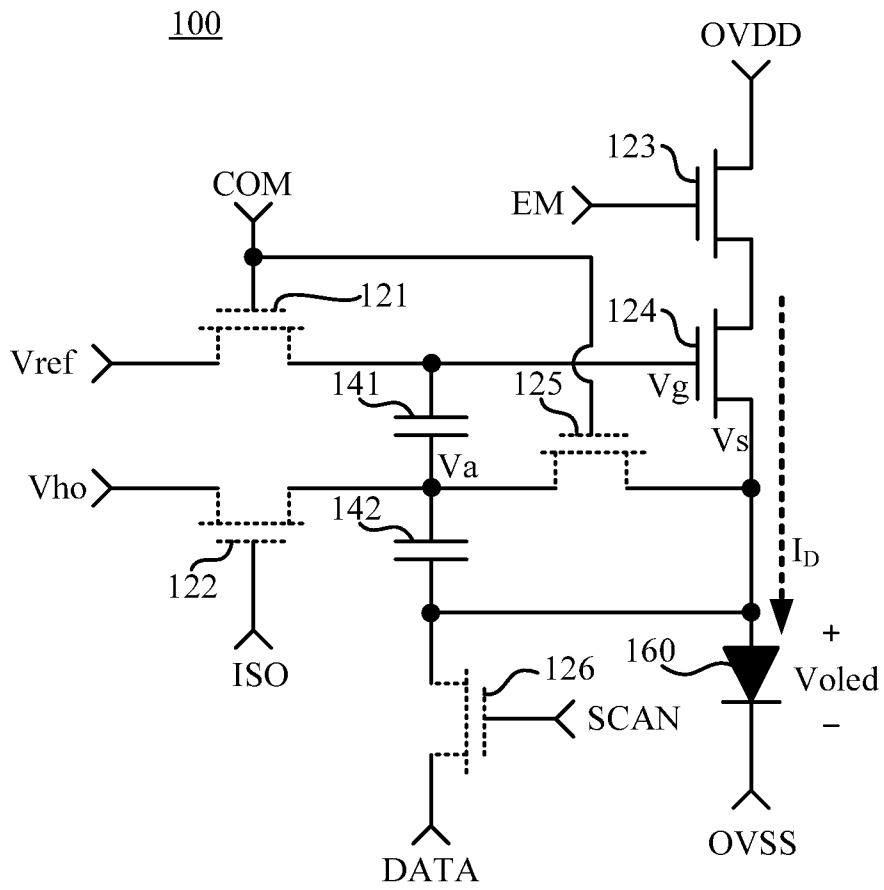 100
OVDD
123
COM
EM
121
124
Vref
141
125
Vg
Vs
Va
Vho
142
I_D
122
126
160
+
Voled
–
ISO
SCAN
OVSS
DATA